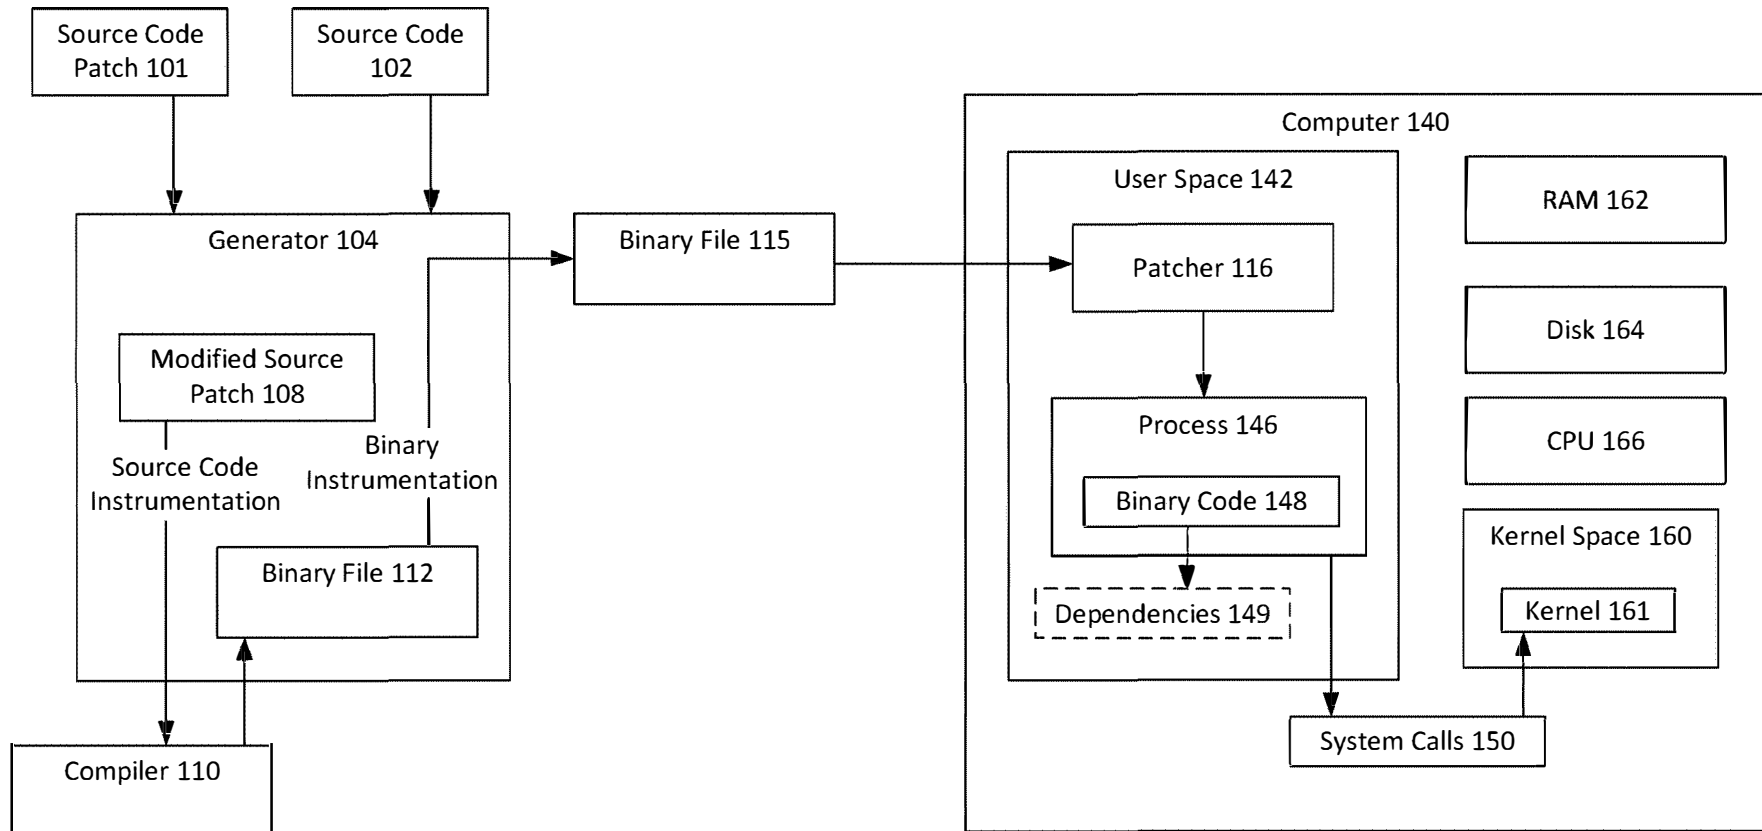 Source Code
Patch 101
Source Code
102
Generator 104
Modified Source
Patch 108
Source Code
Instrumentation
Binary
Instrumentation
Binary File 112
Compiler 110
Binary File 115
Computer 140
User Space 142
Patcher 116
Process 146
Binary Code 148
Dependencies 149
RAM 162
Disk 164
CPU 166
Kernel Space 160
Kernel 161
System Calls 150